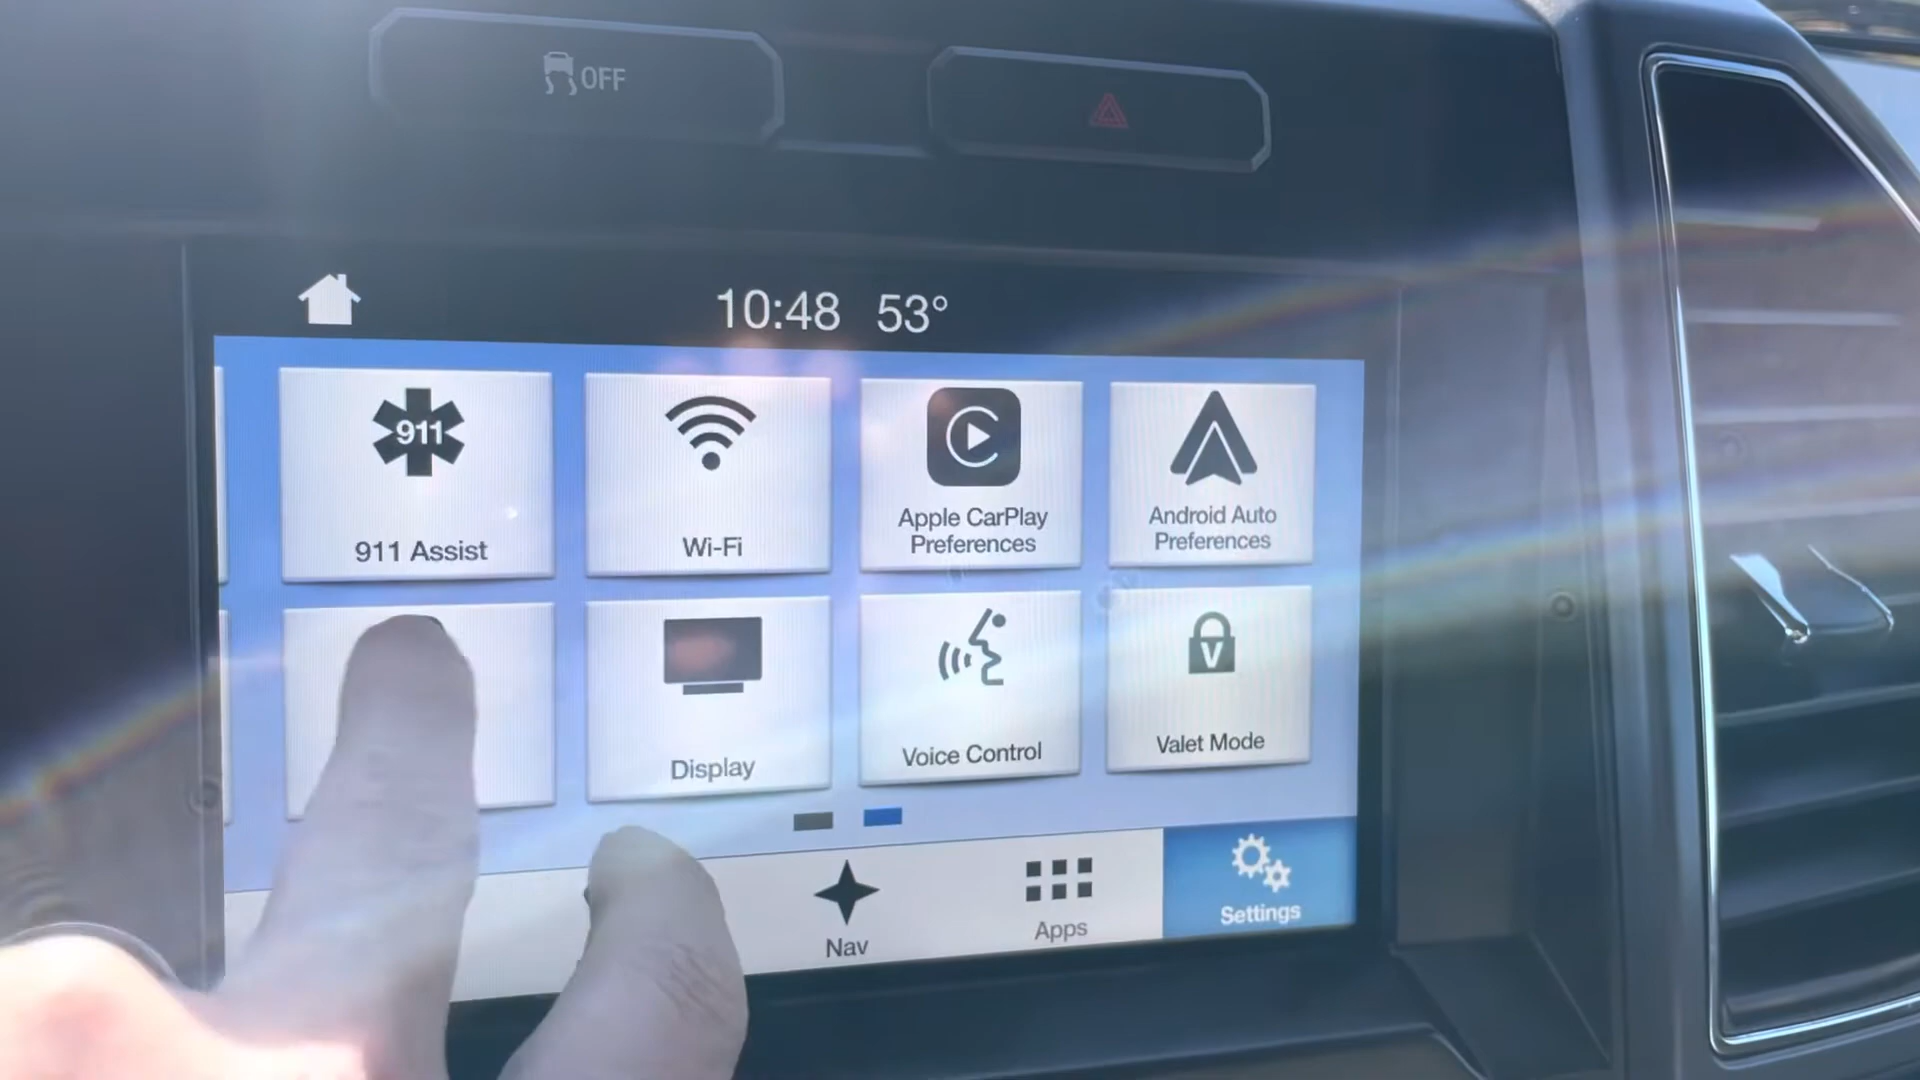 OFF
10:48 53°
911
911 Assist
Wi-Fi
Apple CarPlay
Preferences
Android Auto
Preferences
Display
Voice Control
V
Valet Mode
Nav
Apps
Settings